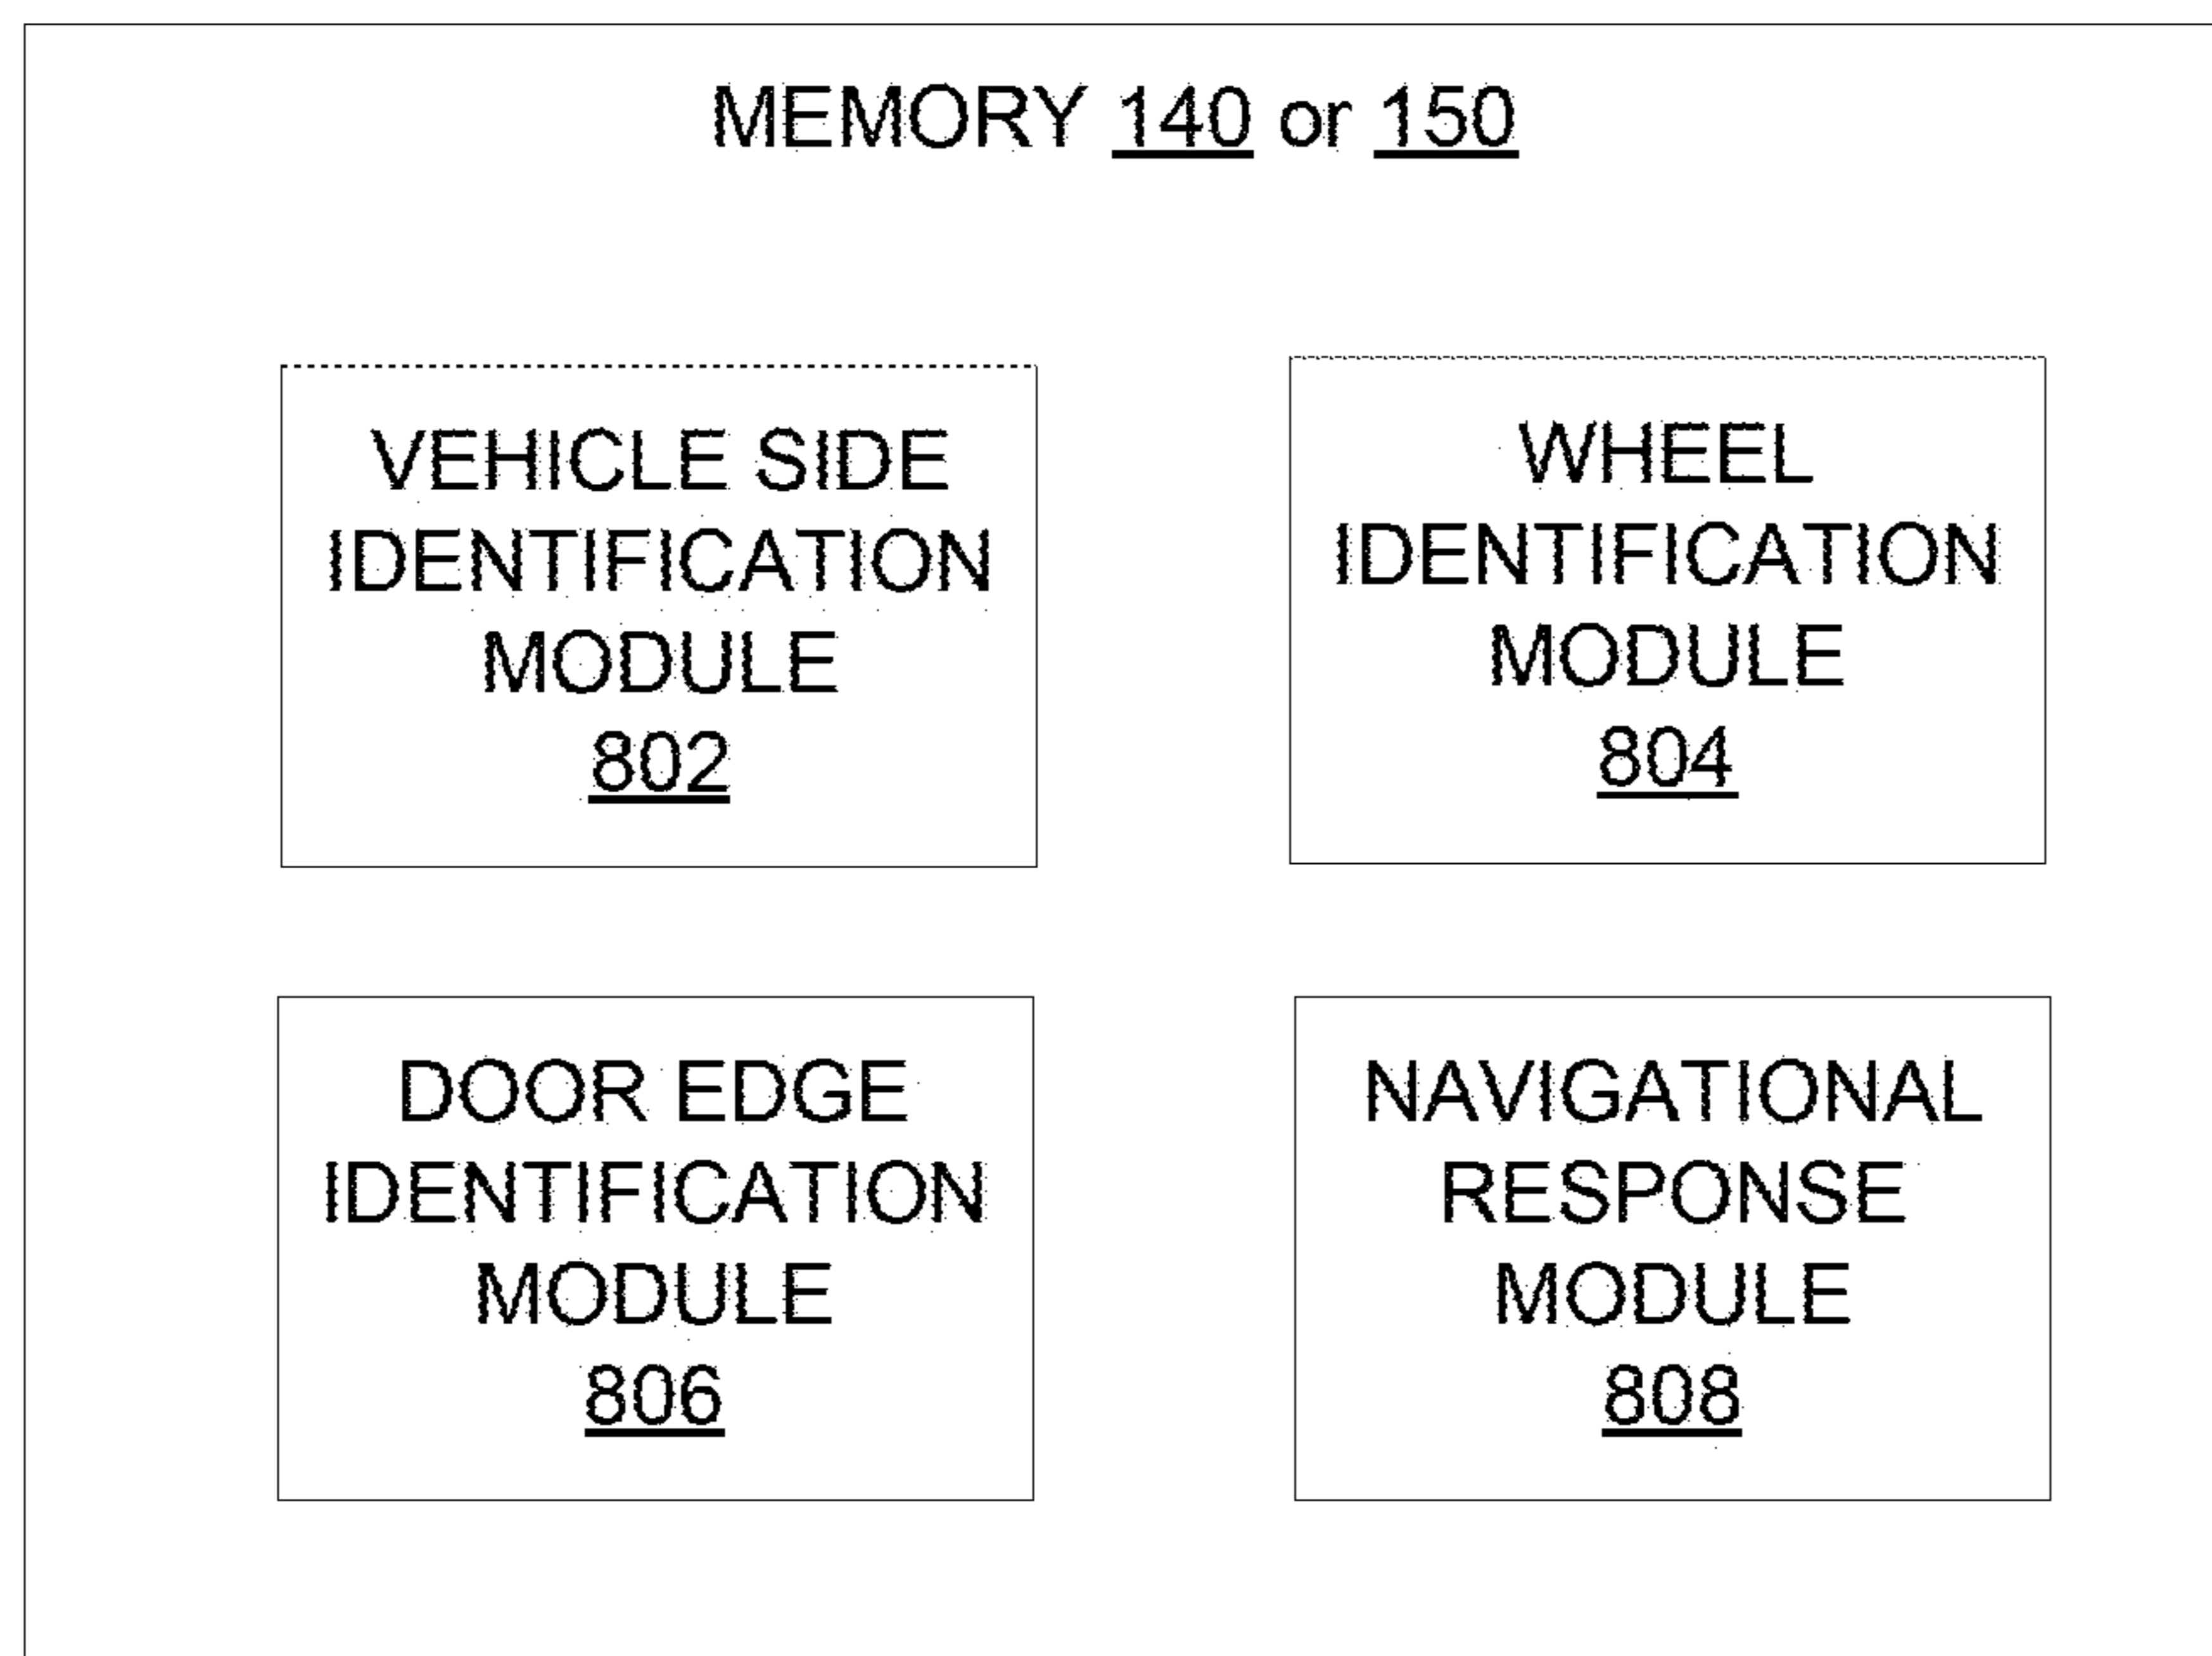 MEMORY 140 or 150
VEHICLE SIDE
IDENTIFICATION
MODULE
802
WHEEL
IDENTIFICATION
MODULE
804
DOOR EDGE
IDENTIFICATION
MODULE
806
NAVIGATIONAL
RESPONSE
MODULE
808